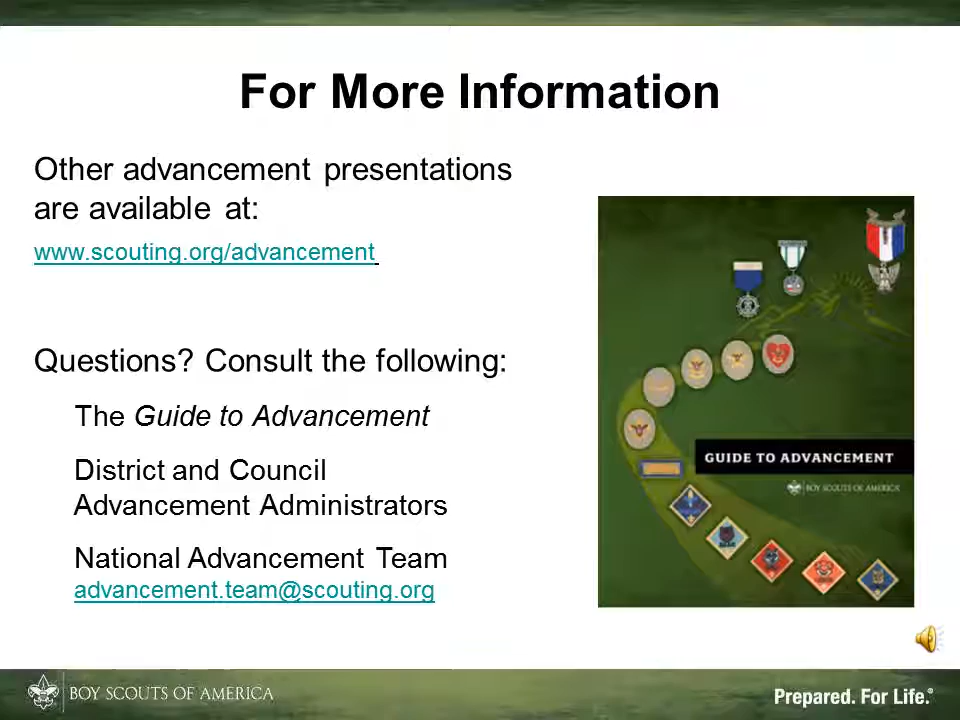 For More Information
Other advancement presentations
are available at:
www.scouting.org/advancement
Questions? Consult the following:
The Guide to Advancement
District and Council
Advancement Administrators
National Advancement Team
advancement.team@scouting.org
GUIDE TO ADVANCEMENT
BOY SCOUTS OF AMERICA
BOY SCOUTS OF AMERICA
Prepared. For Life.®